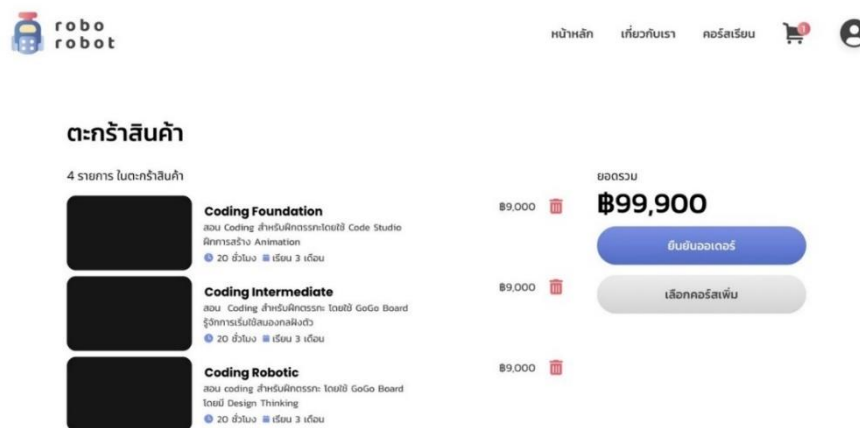 robo
robot
หน้าหลัก เกี่ยวกับเรา คอร์สเรียน 1
ตะกร้าสินค้า
4 รายการ ในตะกร้าสินค้า
ยอดรวม
฿99,900
ยืนยันออเดอร์
เลือกคอร์สเพิ่ม
Coding Foundation
฿9,000
สอน Coding สำหรับฝึกตรรกะโดยใช้ Code Studio
ฝึกการสร้าง Animation
20 ชั่วโมง เรียน 3 เดือน
Coding Intermediate
฿9,000
สอน Coding สำหรับฝึกตรรกะ โดยใช้ GoGo Board
รู้จักการเริ่มใช้สมองกลฝังตัว
20 ชั่วโมง เรียน 3 เดือน
Coding Robotic
฿9,000
สอน coding สำหรับฝึกตรรกะ โดยใช้ GoGo Board
โดยมี Design Thinking
20 ชั่วโมง เรียน 3 เดือน